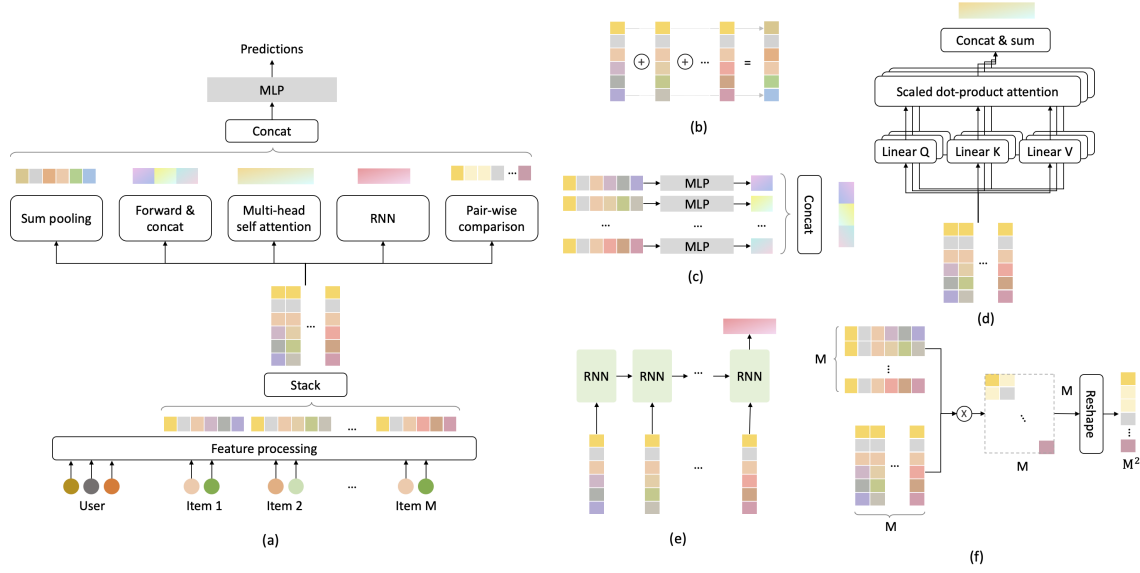 Predictions
MLP
Concat
Sum pooling
Forward &
concat
Multi-head
self attention
RNN
Pair-wise
comparison
...
...
Stack
...
Feature processing
User
Item 1
Item 2
...
Item M
(a)
+
+
...
=
(b)
MLP
MLP
...
...
...
MLP
Concat
(c)
Concat & sum
Scaled dot-product attention
Linear Q
Linear K
Linear V
...
(d)
RNN
RNN
...
RNN
...
(e)
M
...
...
M
X
...
M
M
Reshape
...
M²
(f)